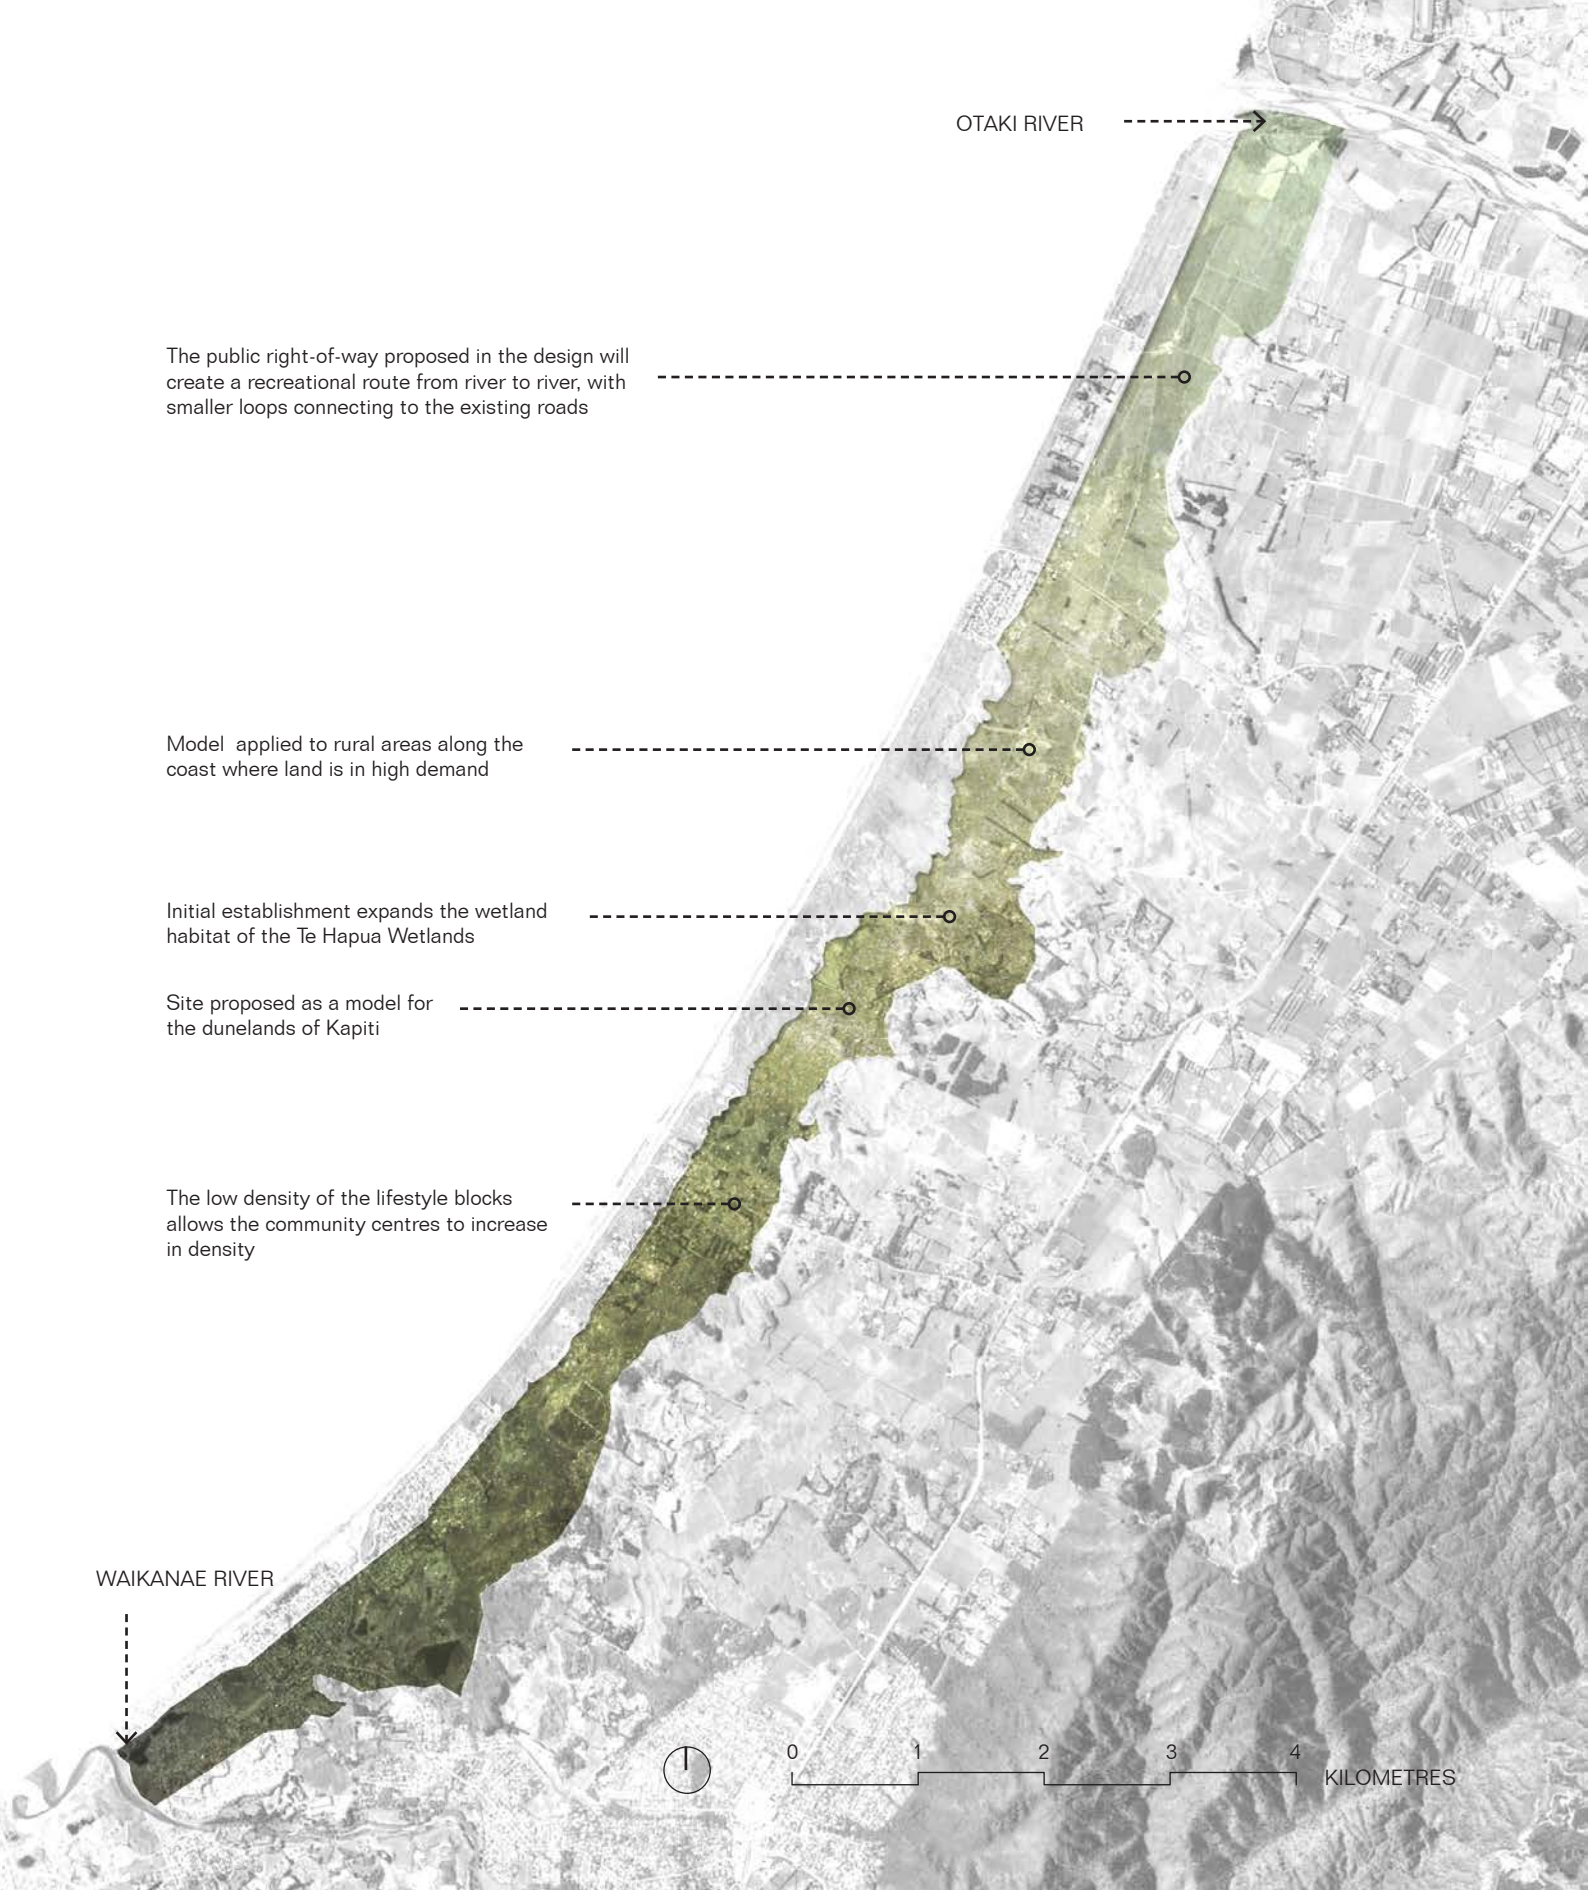 OTAKI RIVER
The public right-of-way proposed in the design will
create a recreational route from river to river, with
smaller loops connecting to the existing roads
Model  applied to rural areas along the
coast where land is in high demand
Initial establishment expands the wetland
habitat of the Te Hapua Wetlands
Site proposed as a model for
the dunelands of Kapiti
The low density of the lifestyle blocks
allows the community centres to increase
in density
WAIKANAE RIVER
0 1 2 3 4
KILOMETRES